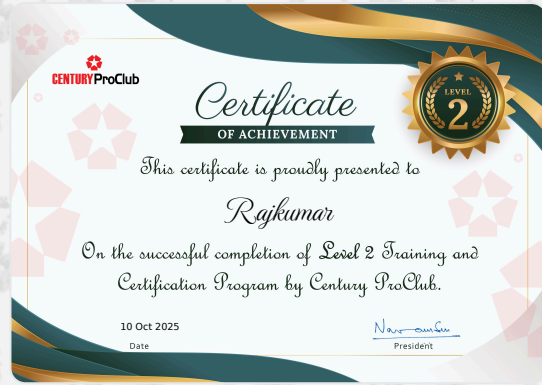 CENTURY ProClub
Certificate
OF ACHIEVEMENT
LEVEL
2
This certificate is proudly presented to
Rajkumar
On the successful completion of Level 2 Training and
Certification Program by Century ProClub.
10 Oct 2025
Date
President